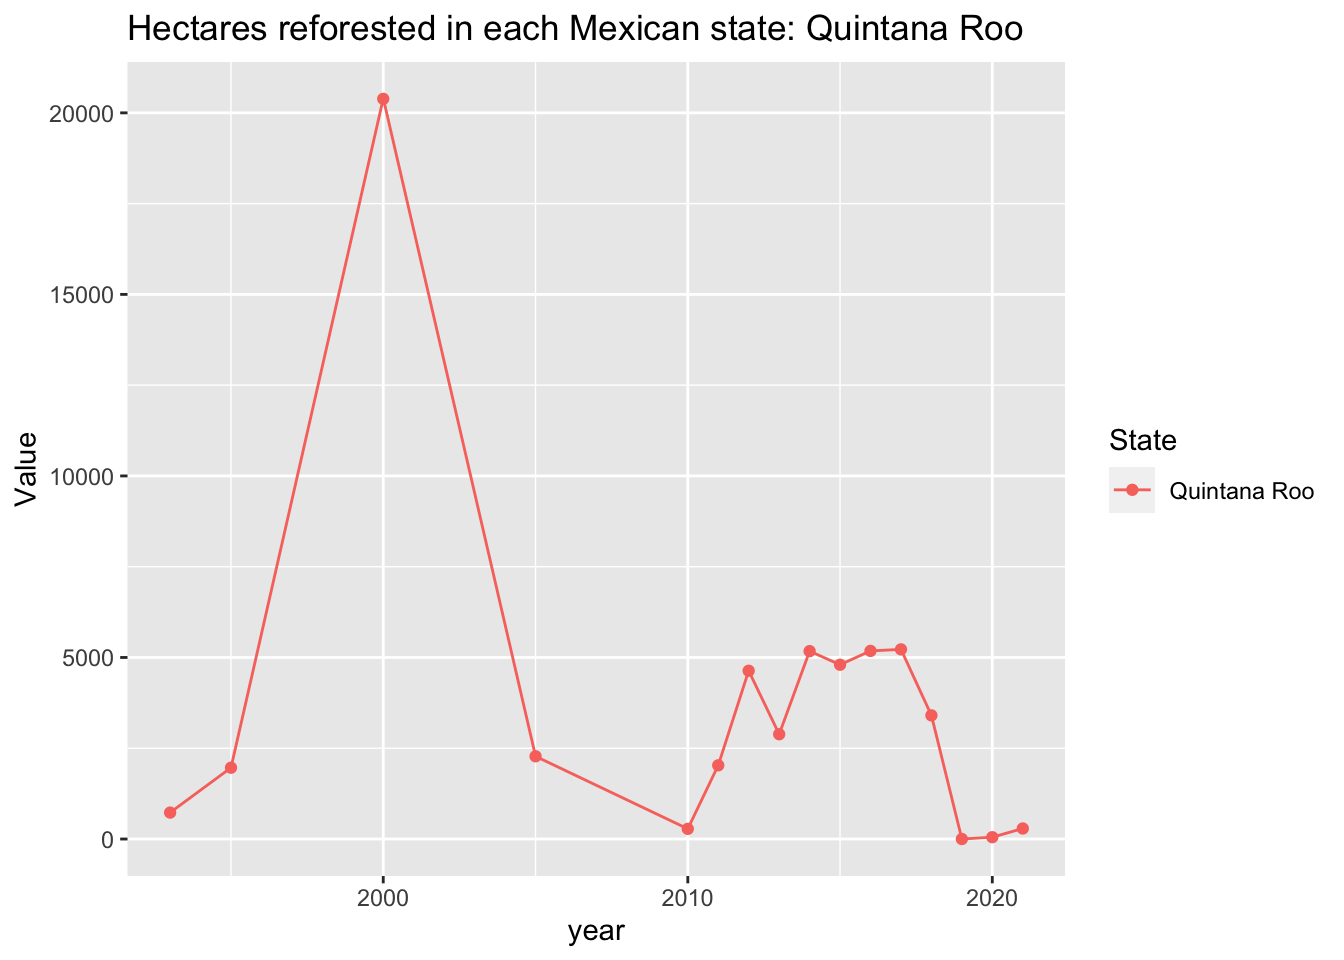 Hectares reforested in each Mexican state: Quintana Roo
20000
15000
10000
5000
0
Value
2000
2010
2020
year
State
Quintana Roo